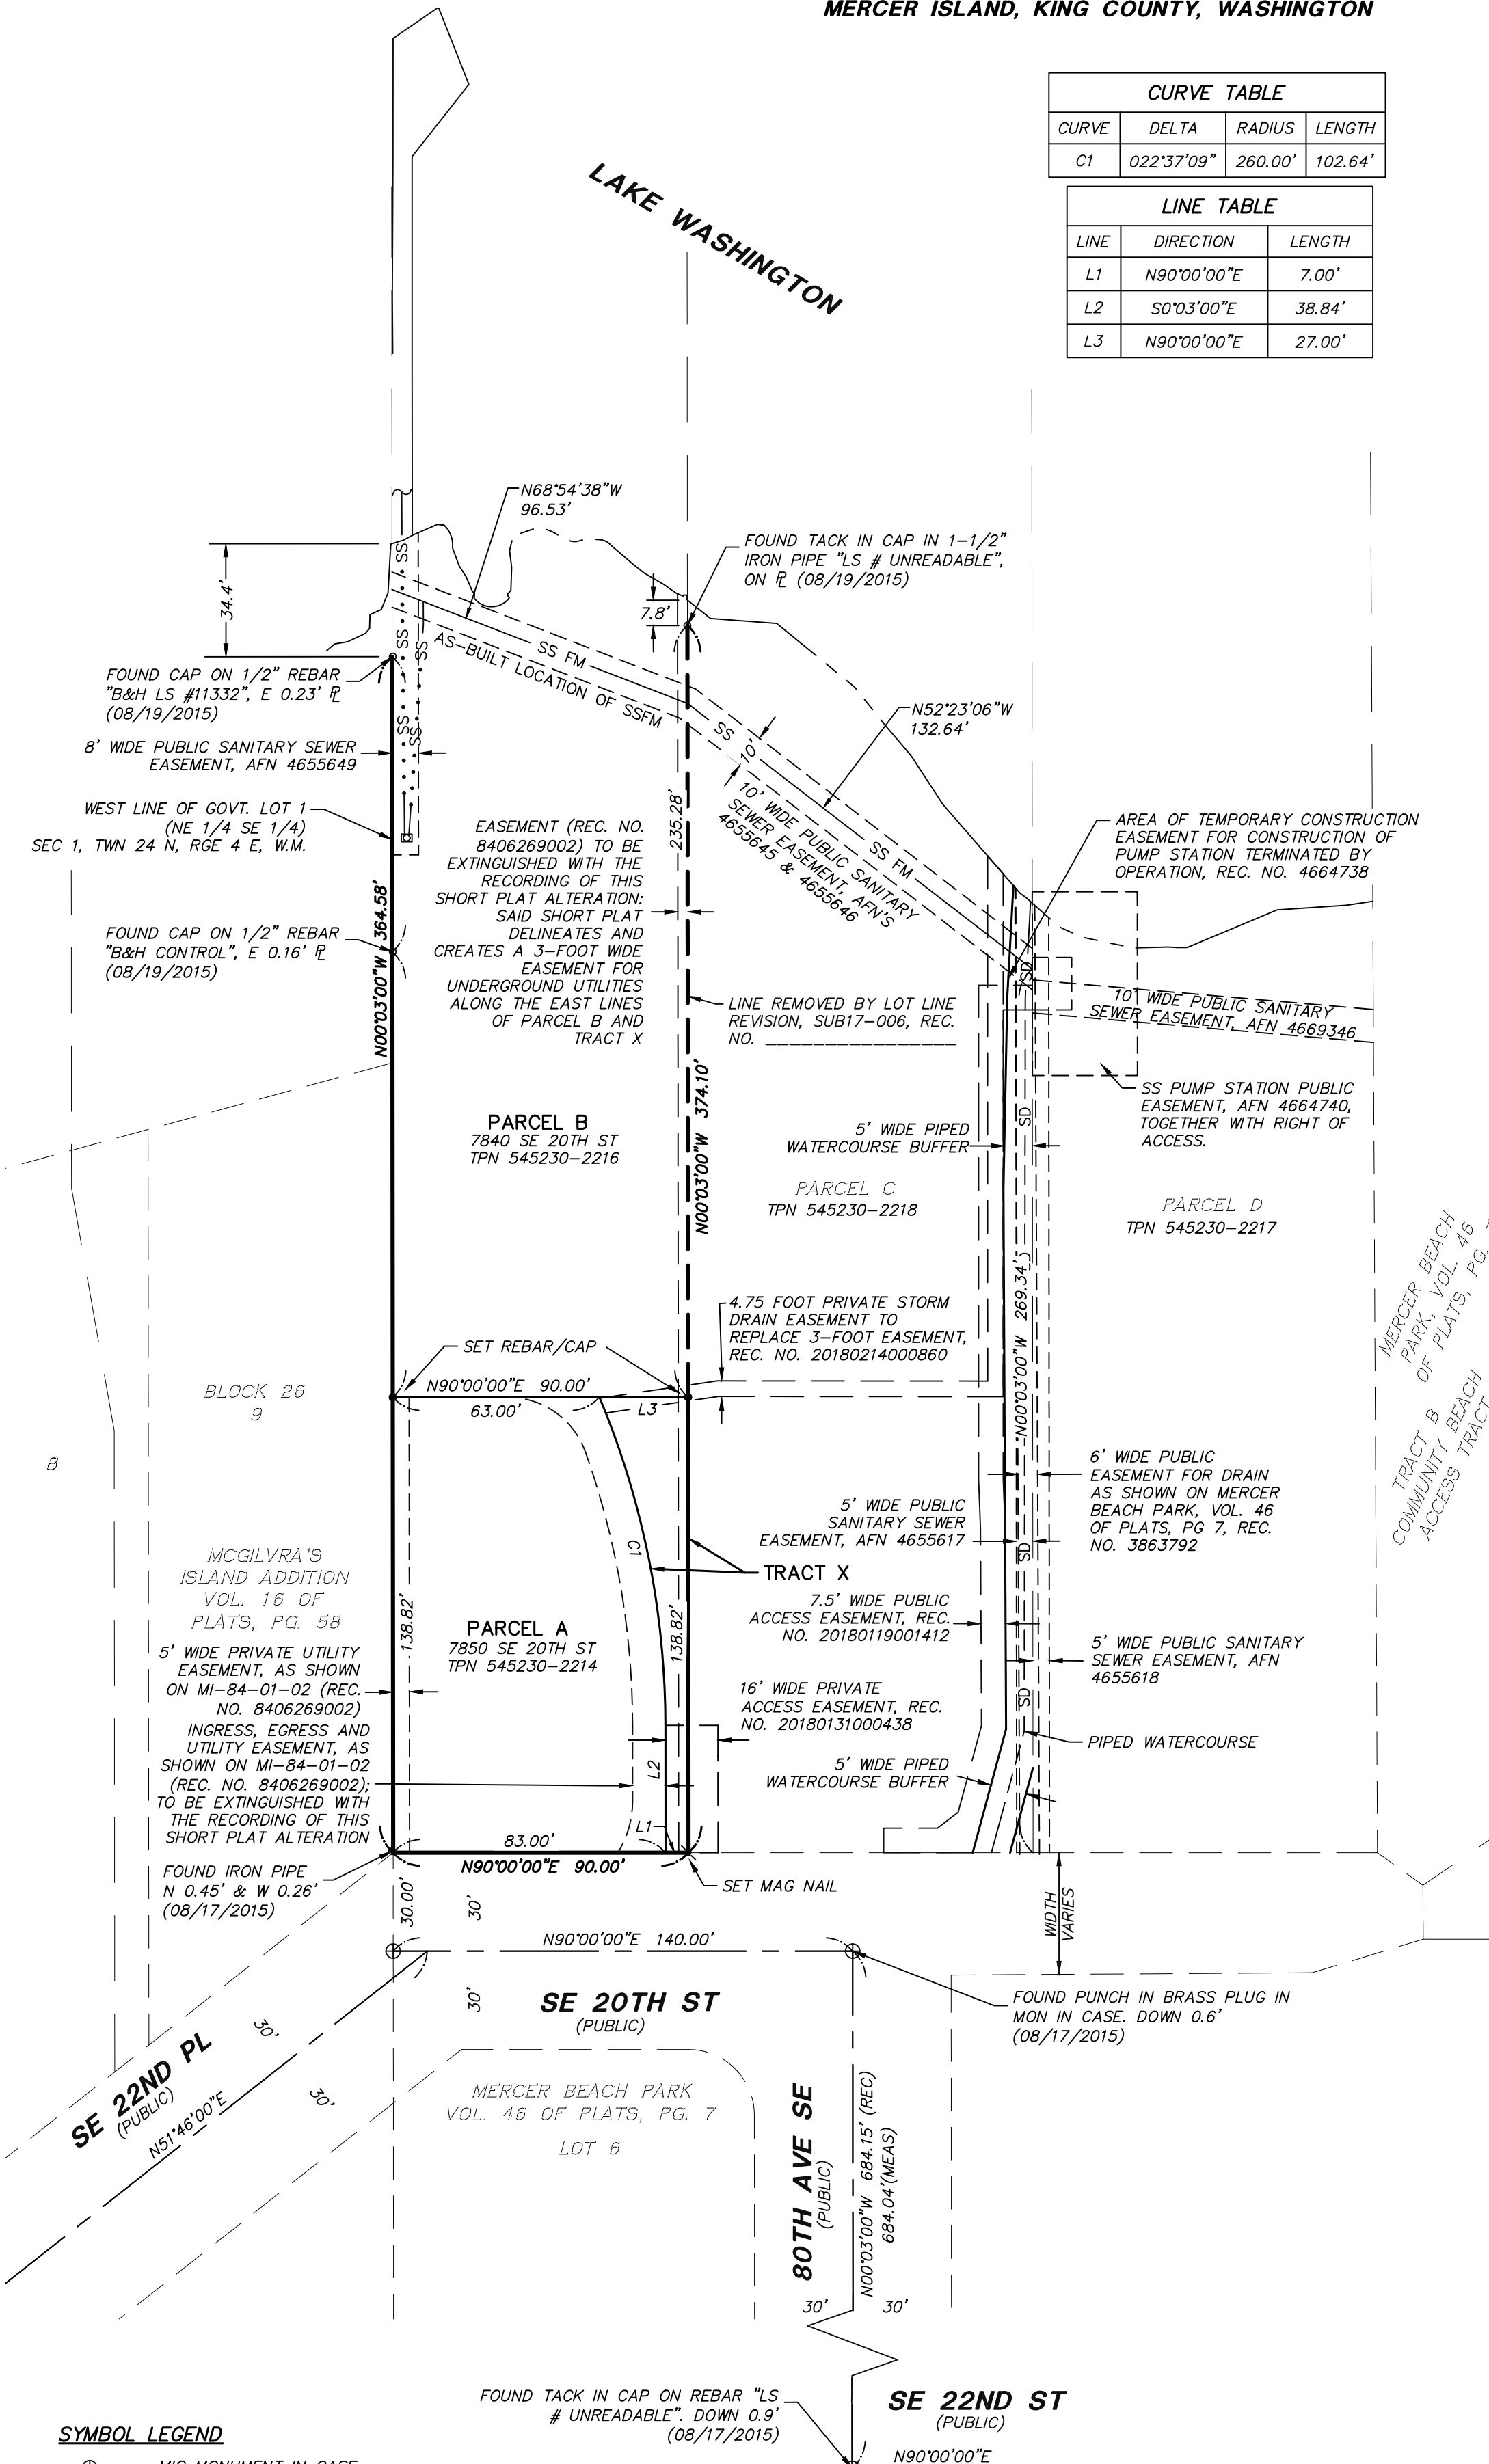 MERCER ISLAND, KING COUNTY, WASHINGTON
CURVE TABLE
CURVE DELTA RADIUS LENGTH
C1 022°37'09" 260.00' 102.64'
LINE TABLE
LINE DIRECTION LENGTH
L1 N90°00'00"E 7.00'
L2 S0°03'00"E 38.84'
L3 N90°00'00"E 27.00'
LAKE WASHINGTON
N68°54'38"W
96.53'
FOUND TACK IN CAP IN 1-1/2"
IRON PIPE "LS # UNREADABLE",
ON PL (08/19/2015)
34.4'
7.8'
SS
SS
SS
SS
SS
SS FM
AS-BUILT LOCATION OF SSFM
FOUND CAP ON 1/2" REBAR
"B&H LS #11332", E 0.23' PL
(08/19/2015)
8' WIDE PUBLIC SANITARY SEWER
EASEMENT, AFN 4655649
WEST LINE OF GOVT. LOT 1
(NE 1/4 SE 1/4)
SEC 1, TWN 24 N, RGE 4 E, W.M.
FOUND CAP ON 1/2" REBAR
"B&H CONTROL", E 0.16' PL
(08/19/2015)
N00°03'00"W 364.58'
EASEMENT (REC. NO.
8406269002) TO BE
EXTINGUISHED WITH THE
RECORDING OF THIS
SHORT PLAT ALTERATION:
SAID SHORT PLAT
DELINEATES AND
CREATES A 3-FOOT WIDE
EASEMENT FOR
UNDERGROUND UTILITIES
ALONG THE EAST LINES
OF PARCEL B AND
TRACT X
235.28'
N52°23'06"W
132.64'
SS
10'
SS FM
10' WIDE PUBLIC SANITARY
SEWER EASEMENT, AFN'S
4655645 & 4655646
AREA OF TEMPORARY CONSTRUCTION
EASEMENT FOR CONSTRUCTION OF
PUMP STATION TERMINATED BY
OPERATION, REC. NO. 4664738
LINE REMOVED BY LOT LINE
REVISION, SUB17-006, REC.
NO. ________________
SD
10' WIDE PUBLIC SANITARY
SEWER EASEMENT, AFN 4669346
SS PUMP STATION PUBLIC
EASEMENT, AFN 4664740,
TOGETHER WITH RIGHT OF
ACCESS.
PARCEL B
7840 SE 20TH ST
TPN 545230-2216
N00°03'00"W 374.10'
5' WIDE PIPED
WATERCOURSE BUFFER
SD
PARCEL C
TPN 545230-2218
PARCEL D
TPN 545230-2217
N00°03'00"W 269.34'
MERCER BEACH
PARK, VOL. 46
OF PLATS, PG.
TRACT B
COMMUNITY BEACH
ACCESS TRACT
4.75 FOOT PRIVATE STORM
DRAIN EASEMENT TO
REPLACE 3-FOOT EASEMENT,
REC. NO. 20180214000860
SET REBAR/CAP
N90°00'00"E 90.00'
63.00'
L3
BLOCK 26
9
8
MCGILVRA'S
ISLAND ADDITION
VOL. 16 OF
PLATS, PG. 58
6' WIDE PUBLIC
EASEMENT FOR DRAIN
AS SHOWN ON MERCER
BEACH PARK, VOL. 46
OF PLATS, PG 7, REC.
NO. 3863792
5' WIDE PUBLIC
SANITARY SEWER
EASEMENT, AFN 4655617
SD
C1
TRACT X
138.82'
138.82'
PARCEL A
7850 SE 20TH ST
TPN 545230-2214
7.5' WIDE PUBLIC
ACCESS EASEMENT, REC.
NO. 20180119001412
5' WIDE PRIVATE UTILITY
EASEMENT, AS SHOWN
ON MI-84-01-02 (REC.
NO. 8406269002)
5' WIDE PUBLIC SANITARY
SEWER EASEMENT, AFN
4655618
16' WIDE PRIVATE
ACCESS EASEMENT, REC.
NO. 20180131000438
SD
INGRESS, EGRESS AND
UTILITY EASEMENT, AS
SHOWN ON MI-84-01-02
(REC. NO. 8406269002);
TO BE EXTINGUISHED WITH
THE RECORDING OF THIS
SHORT PLAT ALTERATION
L2
PIPED WATERCOURSE
5' WIDE PIPED
WATERCOURSE BUFFER
L1
83.00'
N90°00'00"E 90.00'
FOUND IRON PIPE
N 0.45' & W 0.26'
(08/17/2015)
SET MAG NAIL
30.00'
30'
WIDTH
VARIES
N90°00'00"E 140.00'
30'
SE 20TH ST
(PUBLIC)
FOUND PUNCH IN BRASS PLUG IN
MON IN CASE. DOWN 0.6'
(08/17/2015)
SE 22ND PL
(PUBLIC)
N51°46'00"E
30'
30'
MERCER BEACH PARK
VOL. 46 OF PLATS, PG. 7
LOT 6
80TH AVE SE
(PUBLIC)
N00°03'00"W 684.15' (REC)
684.04'(MEAS)
30'
30'
FOUND TACK IN CAP ON REBAR "LS
# UNREADABLE". DOWN 0.9'
(08/17/2015)
SE 22ND ST
(PUBLIC)
N90°00'00"E
SYMBOL LEGEND